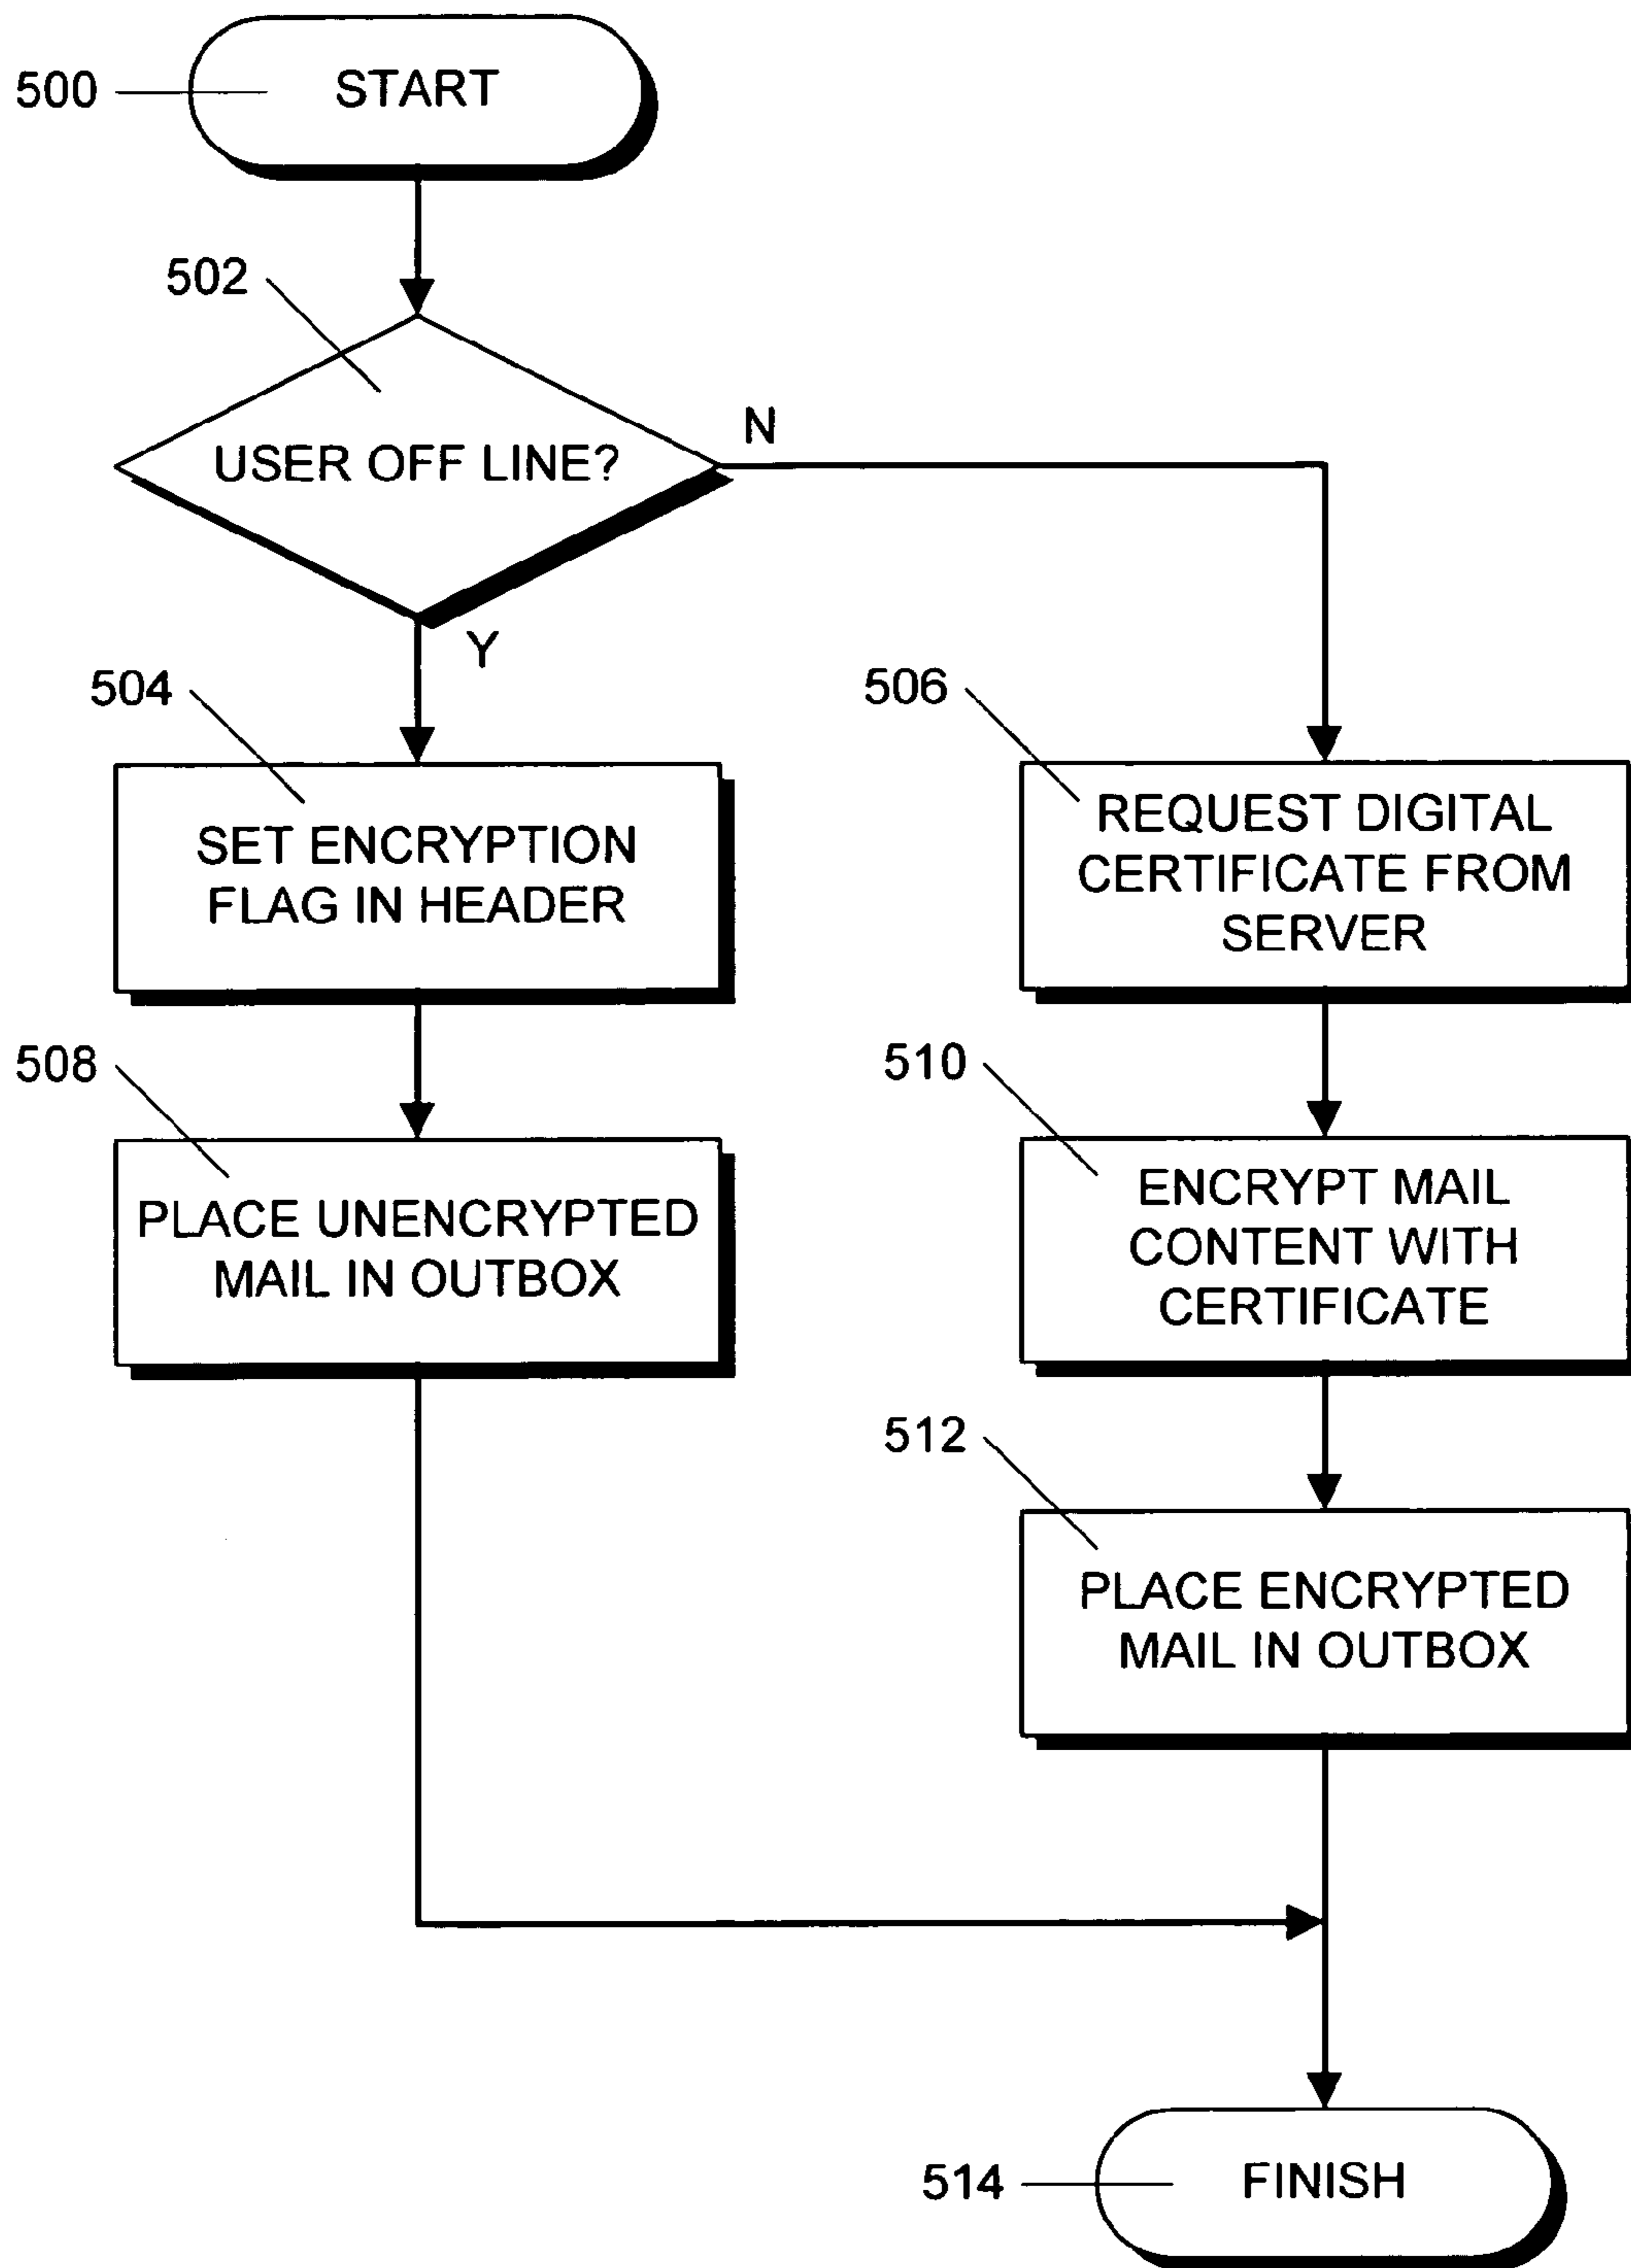 500
START
502
USER OFF LINE?
N
Y
504
SET ENCRYPTION
FLAG IN HEADER
506
REQUEST DIGITAL
CERTIFICATE FROM
SERVER
508
PLACE UNENCRYPTED
MAIL IN OUTBOX
510
ENCRYPT MAIL
CONTENT WITH
CERTIFICATE
512
PLACE ENCRYPTED
MAIL IN OUTBOX
514
FINISH